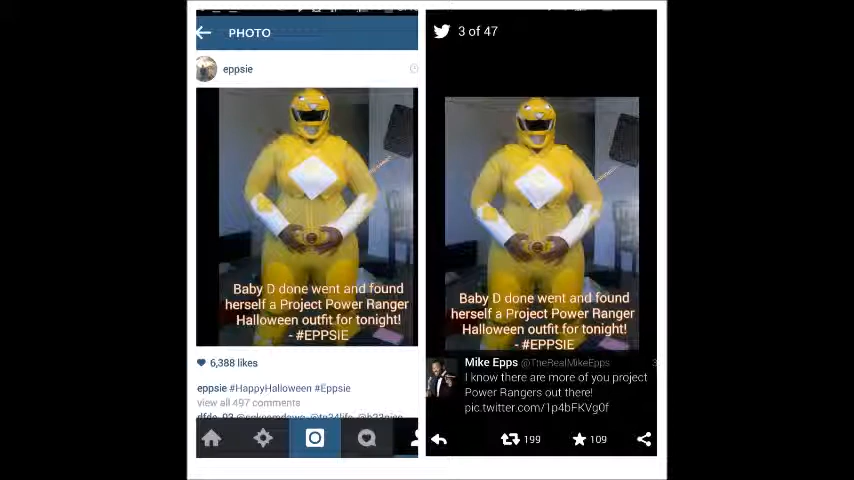 PHOTO
eppsie
Baby D done went and found
herself a Project Power Ranger
Halloween outfit for tonight!
- #EPPSIE
6,388 likes
eppsie #HappyHalloween #Eppsie
view all 497 comments
3 of 47
Baby D done went and found
herself a Project Power Ranger
Halloween outfit for tonight!
- #EPPSIE
Mike Epps @TheRealMikeEpps
I know there are more of you project
Power Rangers out there!
pic.twitter.com/1p4bFKVg0f
199
109